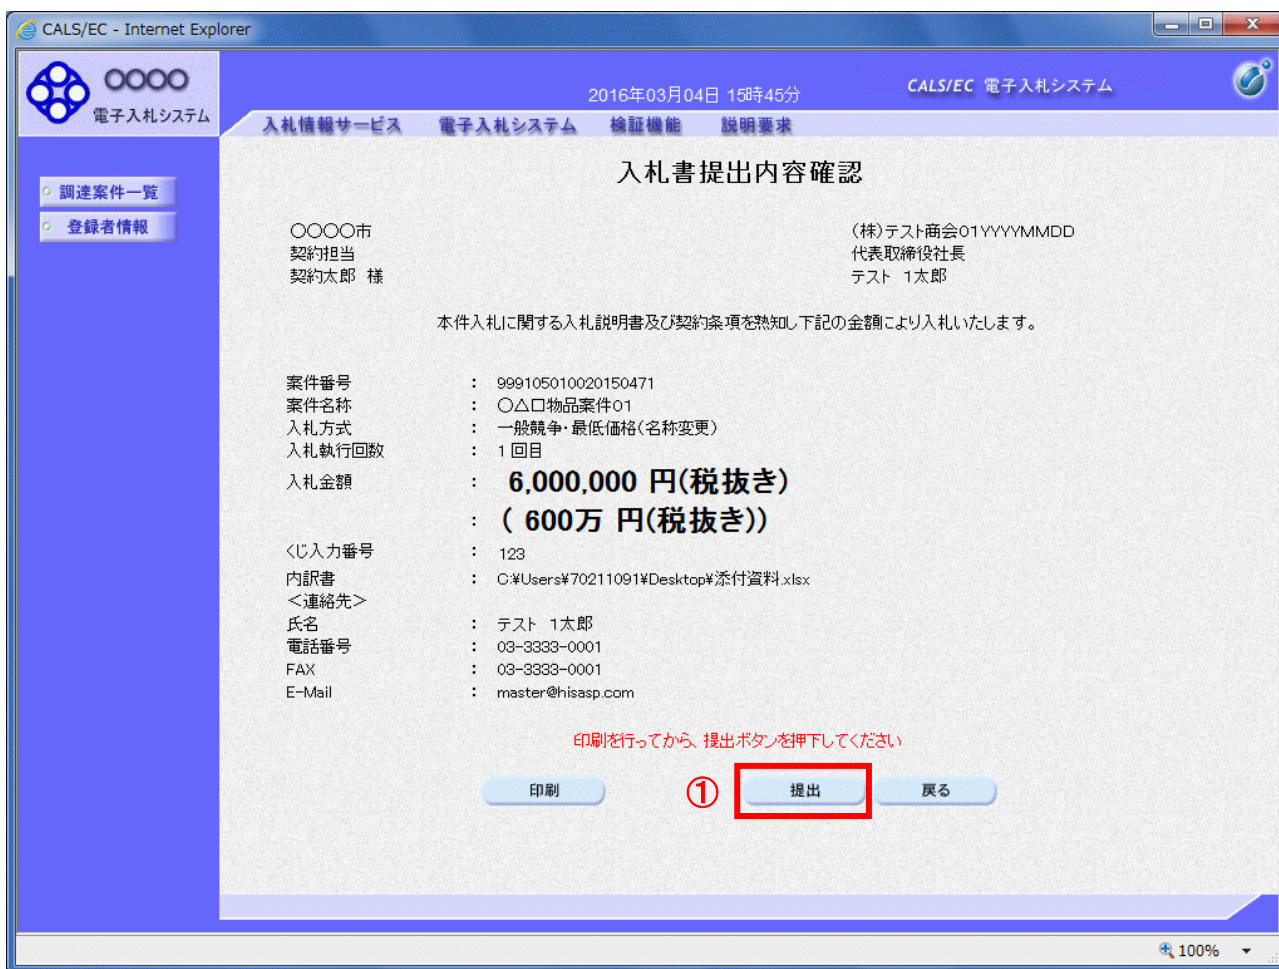 CALS/EC - Internet Explorer
〇〇〇〇
電子入札システム
2016年03月04日 15時45分
CALS/EC 電子入札システム
入札情報サービス 電子入札システム 検証機能 説明要求
調達案件一覧
登録者情報
入札書提出内容確認
〇〇〇〇市
契約担当
契約太郎 様
(株)テスト商会01YYYYMMDD
代表取締役社長
テスト 1太郎
本件入札に関する入札説明書及び契約条項を熟知し下記の金額により入札いたします。
案件番号 : 999105010020150471
案件名称 : 〇△口物品案件01
入札方式 : 一般競争・最低価格(名称変更)
入札執行回数 : 1回目
入札金額 : 6,000,000 円(税抜き)
: ( 600万 円(税抜き))
くじ入力番号 : 123
内訳書 : C:¥Users¥70211091¥Desktop¥添付資料.xlsx
<連絡先>
氏名 : テスト 1太郎
電話番号 : 03-3333-0001
FAX : 03-3333-0001
E-Mail : master@hisasp.com
印刷を行ってから、提出ボタンを押下してください
印刷 ① 提出 戻る
100%